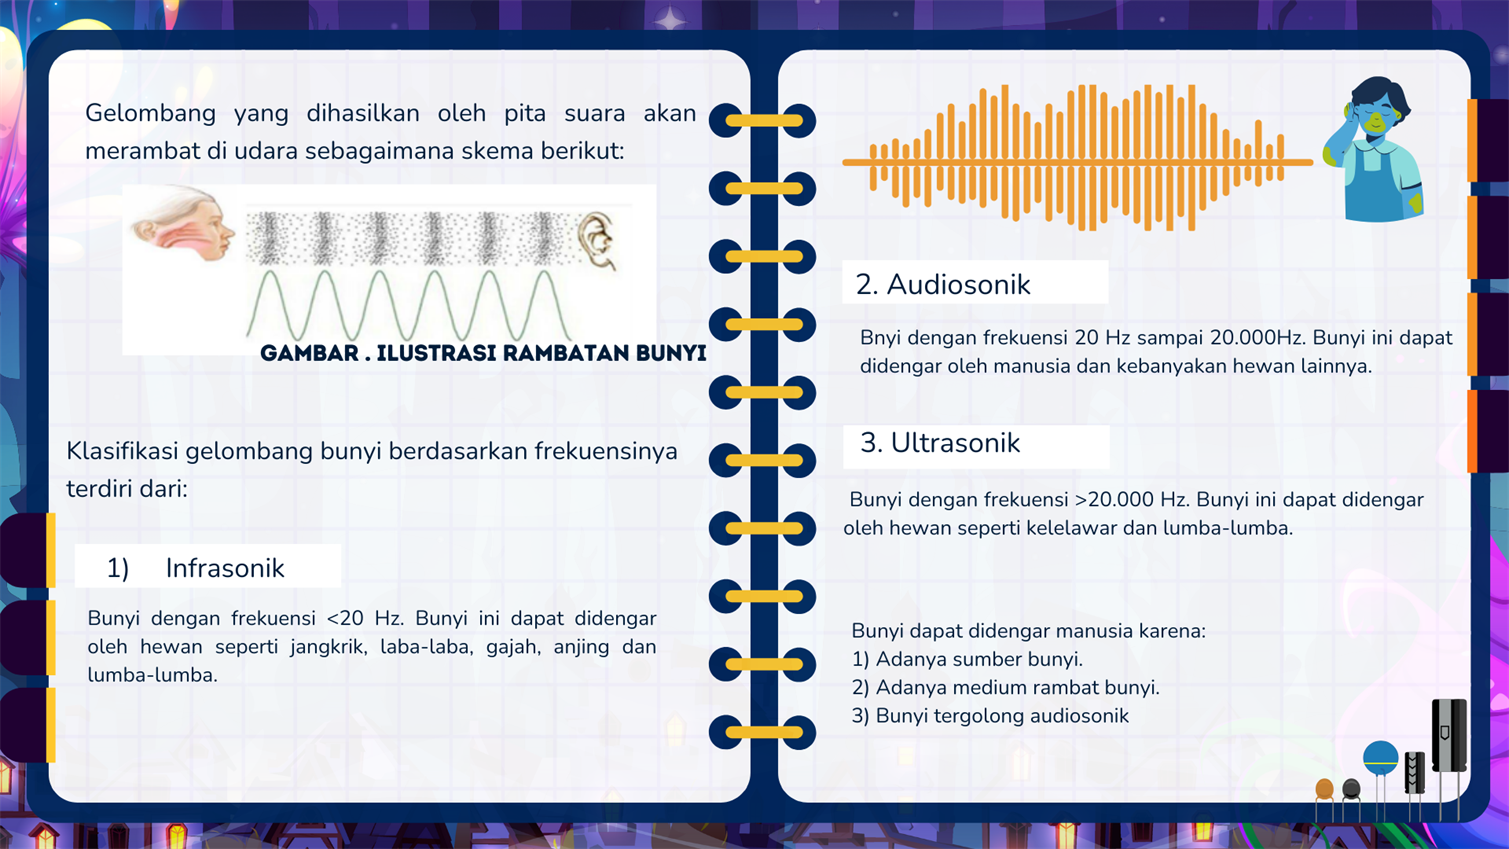 Gelombang yang dihasilkan oleh pita suara akan
merambat di udara sebagaimana skema berikut:
GAMBAR . ILUSTRASI RAMBATAN BUNYI
Klasifikasi gelombang bunyi berdasarkan frekuensinya
terdiri dari:
1) Infrasonik
Bunyi dengan frekuensi <20 Hz. Bunyi ini dapat didengar
oleh hewan seperti jangkrik, laba-laba, gajah, anjing dan
lumba-lumba.
2. Audiosonik
Bnyi dengan frekuensi 20 Hz sampai 20.000Hz. Bunyi ini dapat
didengar oleh manusia dan kebanyakan hewan lainnya.
3. Ultrasonik
Bunyi dengan frekuensi >20.000 Hz. Bunyi ini dapat didengar
oleh hewan seperti kelelawar dan lumba-lumba.
Bunyi dapat didengar manusia karena:
1) Adanya sumber bunyi.
2) Adanya medium rambat bunyi.
3) Bunyi tergolong audiosonik